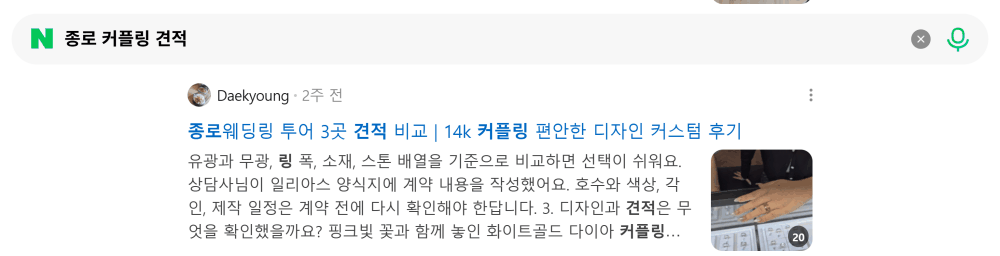 N 종로 커플링 견적
Daekyoung · 2주 전
종로웨딩링 투어 3곳 견적 비교 | 14k 커플링 편안한 디자인 커스텀 후기
유광과 무광, 링 폭, 소재, 스톤 배열을 기준으로 비교하면 선택이 쉬워요.
상담사님이 일리아스 양식지에 계약 내용을 작성했어요. 호수와 색상, 각
인, 제작 일정은 계약 전에 다시 확인해야 한답니다. 3. 디자인과 견적은 무
엇을 확인했을까요? 핑크빛 꽃과 함께 놓인 화이트골드 다이아 커플링...
20